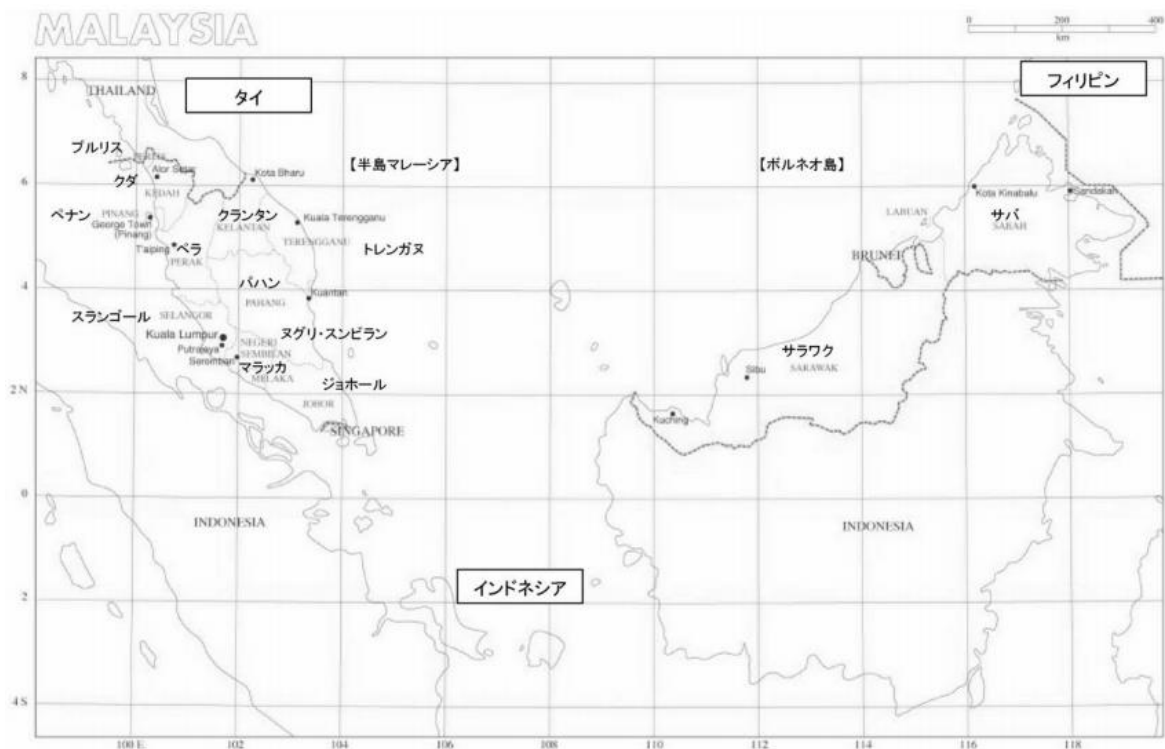 MALAYSIA
0 200 400
km
8
THAILAND
タイ
フィリピン
ブルリス
PERLIS
Alor Setar
Kota Bharu
【半島マレーシア】
【ボルネオ島】
6
クダ
KEDAH
Kota Kinabalu
Sandakan
ペナン
PINANG
George Town
(Pinang)
クランタン
KELANTAN
Kuala Terengganu
TERENGGANU
トレンガヌ
LABUAN
サバ
SABAH
Taiping
ペラ
PERAK
BRUNEI
4
パハン
PAHANG
Kuantan
スランゴール
SELANGOR
Kuala Lumpur
Putrajaya
Seremban
NEGERI
SEMBILAN
ヌグリ・スンビラン
マラッカ
MELAKA
サラワク
SARAWAK
Sibu
ジョホール
2 N
JOHOR
SINGAPORE
Kuching
0
INDONESIA
INDONESIA
インドネシア
2
4 S
100 E
102
104
106
108
110
112
114
116
118